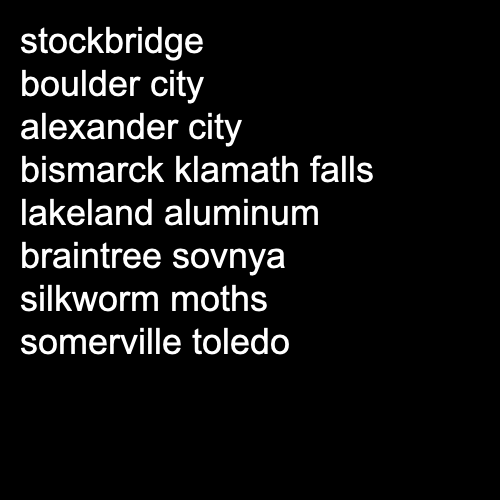 stockbridge
boulder city
alexander city
bismarck klamath falls
lakeland aluminum
braintree sovnya
silkworm moths
somerville toledo